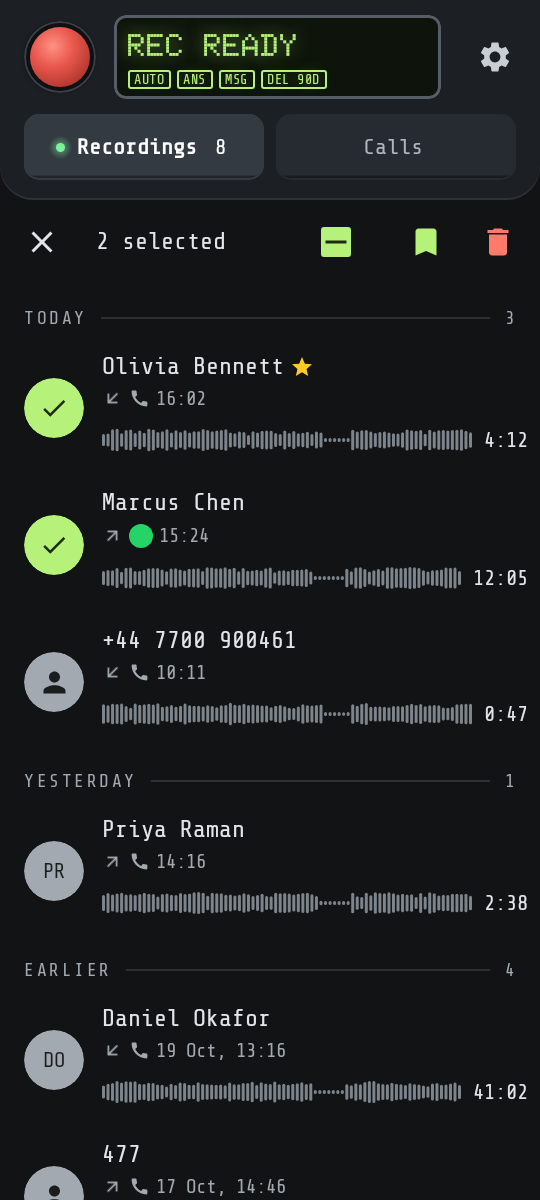 REC READY
AUTO ANS MSG DEL 90D
Recordings 8
Calls
2 selected
TODAY 3
Olivia Bennett
16:02
4:12
Marcus Chen
15:24
12:05
+44 7700 900461
10:11
0:47
YESTERDAY 1
PR
Priya Raman
14:16
2:38
EARLIER 4
DO
Daniel Okafor
19 Oct, 13:16
41:02
477
17 Oct, 14:46